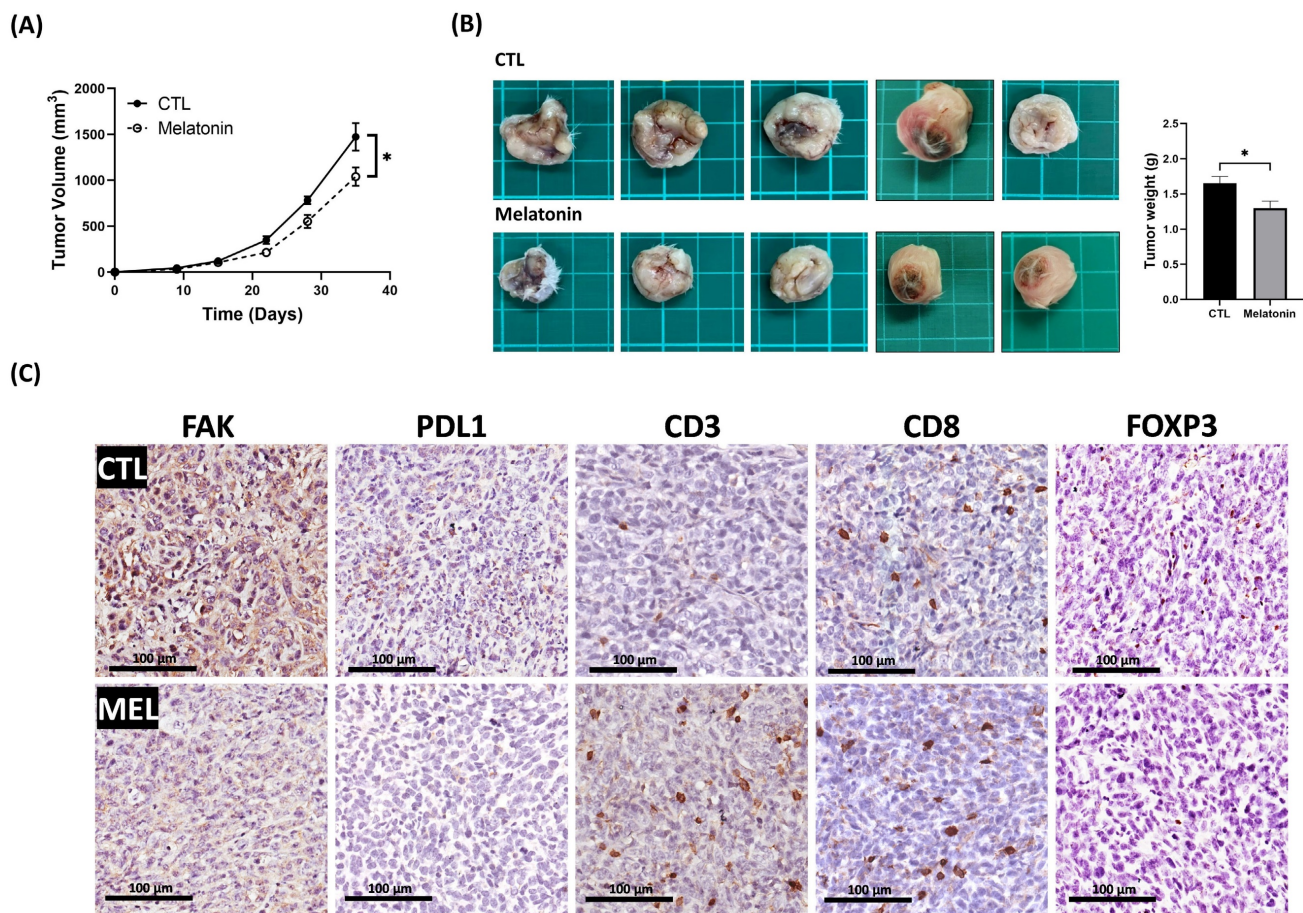 (A)
Tumor Volume (mm³)
2000
1500
1000
500
0
CTL
Melatonin
*
0 10 20 30 40
Time (Days)
(B)
CTL
Melatonin
Tumor weight (g)
2.5
2.0
1.5
1.0
0.5
0.0
*
CTL Melatonin
(C)
FAK PDL1 CD3 CD8 FOXP3
CTL
100 μm 100 μm 100 μm 100 μm 100 μm
MEL
100 μm 100 μm 100 μm 100 μm 100 μm